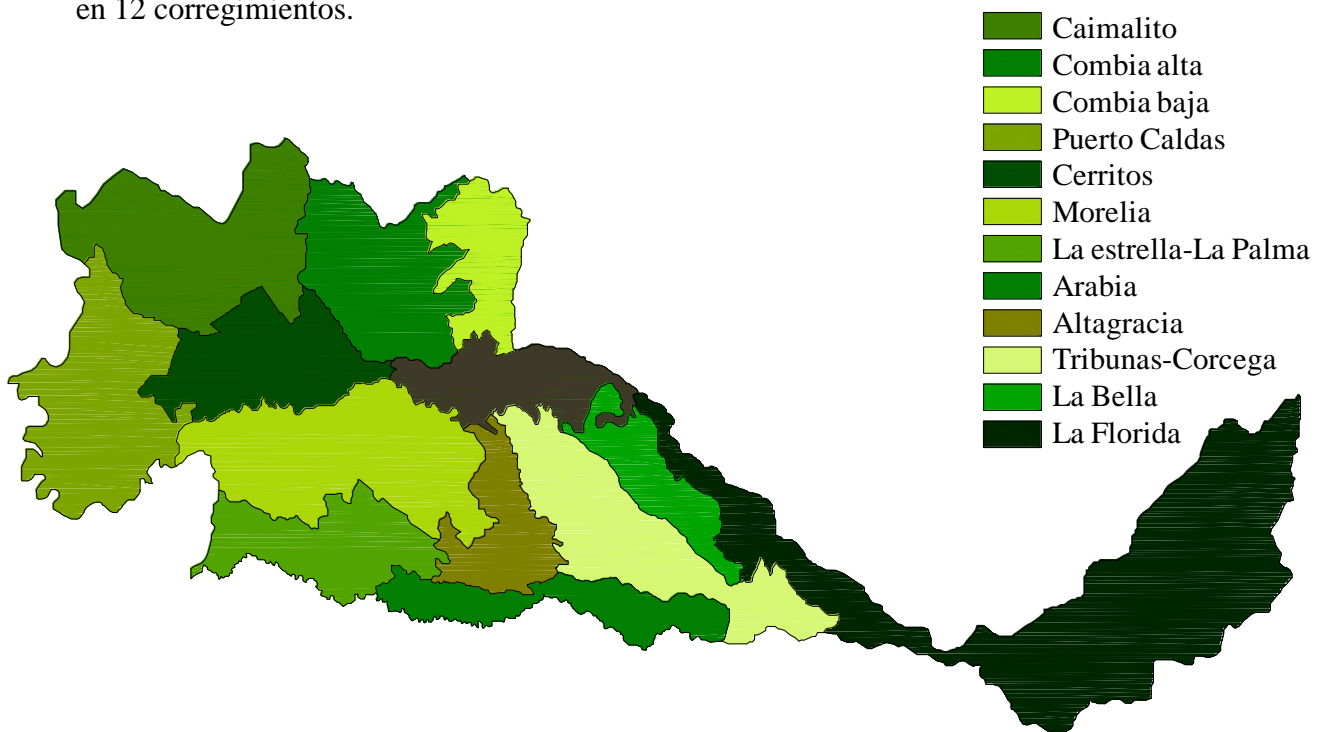 en 12 corregimientos.
Caimalito
Combia alta
Combia baja
Puerto Caldas
Cerritos
Morelia
La estrella-La Palma
Arabia
Altagracia
Tribunas-Corcega
La Bella
La Florida